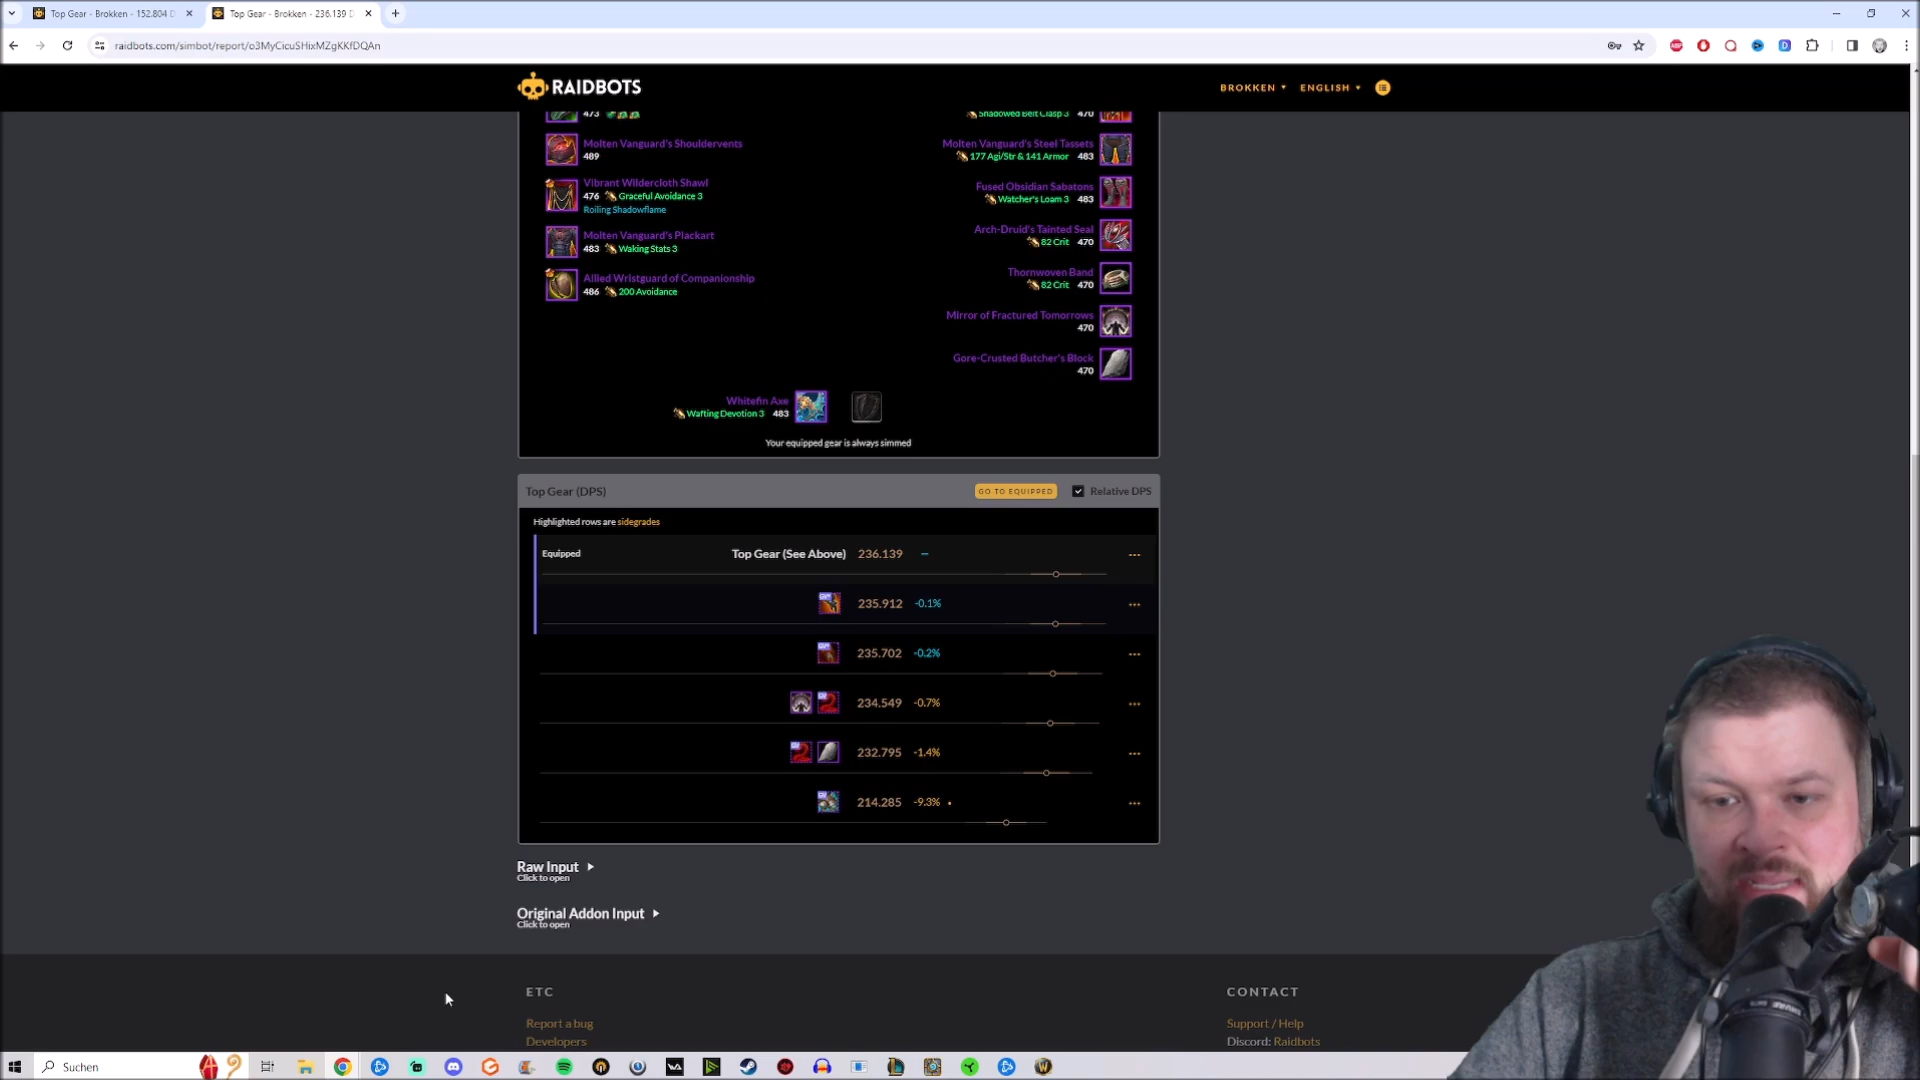 Top Gear - Brokken - 152.804 D
Top Gear - Brokken - 236.139 D
raidbots.com/simbot/report/o3MyCicuSHixMZgKKfDQAn
RAIDBOTS
BROKKEN
ENGLISH
473
Shadowed Belt Clasp 3 470
Molten Vanguard's Shouldervents
489
Molten Vanguard's Steel Tassets
177 Agi/Str & 141 Armor 483
Vibrant Wildercloth Shawl
476 Graceful Avoidance 3
Roiling Shadowflame
Fused Obsidian Sabatons
Watcher's Loam 3 483
Molten Vanguard's Plackart
483 Waking Stats 3
Arch-Druid's Tainted Seal
82 Crit 470
Allied Wristguard of Companionship
486 200 Avoidance
Thornwoven Band
82 Crit 470
Mirror of Fractured Tomorrows
470
Gore-Crusted Butcher's Block
470
Whitefin Axe
Wafting Devotion 3 483
Your equipped gear is always simmed
Top Gear (DPS)
GO TO EQUIPPED
Relative DPS
Highlighted rows are sidegrades
Equipped Top Gear (See Above) 236.139 —
235.912 -0.1%
235.702 -0.2%
234.549 -0.7%
232.795 -1.4%
214.285 -9.3%
Raw Input
Click to open
Original Addon Input
Click to open
ETC
Report a bug
Developers
CONTACT
Support / Help
Discord: Raidbots
Suchen